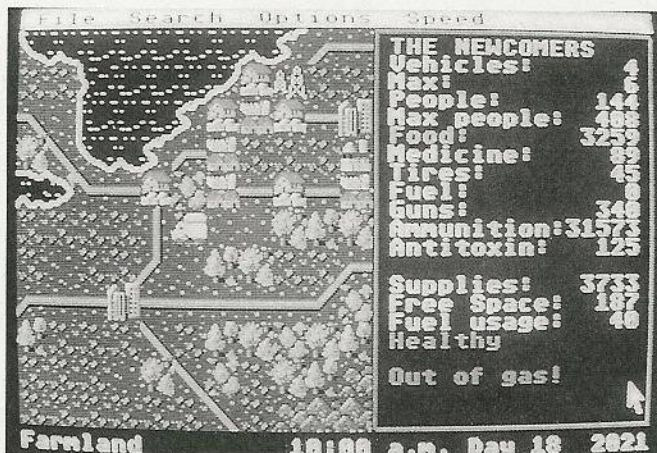 File Search Options Speed
THE NEWCOMERS
Vehicles: 4
Max: 6
People: 144
Max people: 408
Food: 3259
Medicine: 89
Tires: 45
Fuel: 0
Guns: 340
Ammunition:31573
Antitoxin: 125
Supplies: 3733
Free Space: 187
Fuel usage: 40
Healthy
Out of gas!
Farmland 10:00 a.m. Day 18 2021